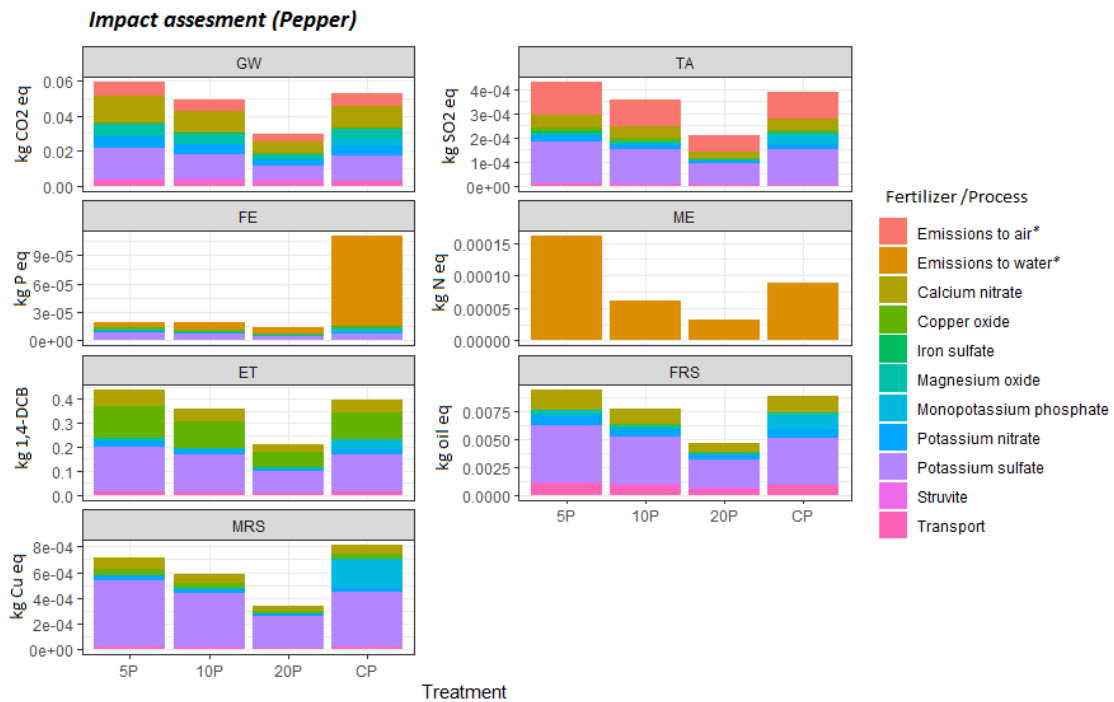 Impact assesment (Pepper)
GW
kg CO2 eq
0.06
0.04
0.02
0.00
TA
kg SO2 eq
4e-04
3e-04
2e-04
1e-04
0e+00
FE
kg P eq
9e-05
6e-05
3e-05
0e+00
ME
kg N eq
0.00015
0.00010
0.00005
0.00000
ET
kg 1,4-DCB
0.4
0.3
0.2
0.1
0.0
FRS
kg oil eq
0.0075
0.0050
0.0025
0.0000
5P 10P 20P CP
MRS
kg Cu eq
8e-04
6e-04
4e-04
2e-04
0e+00
5P 10P 20P CP
Treatment
Fertilizer /Process
Emissions to air*
Emissions to water*
Calcium nitrate
Copper oxide
Iron sulfate
Magnesium oxide
Monopotassium phosphate
Potassium nitrate
Potassium sulfate
Struvite
Transport